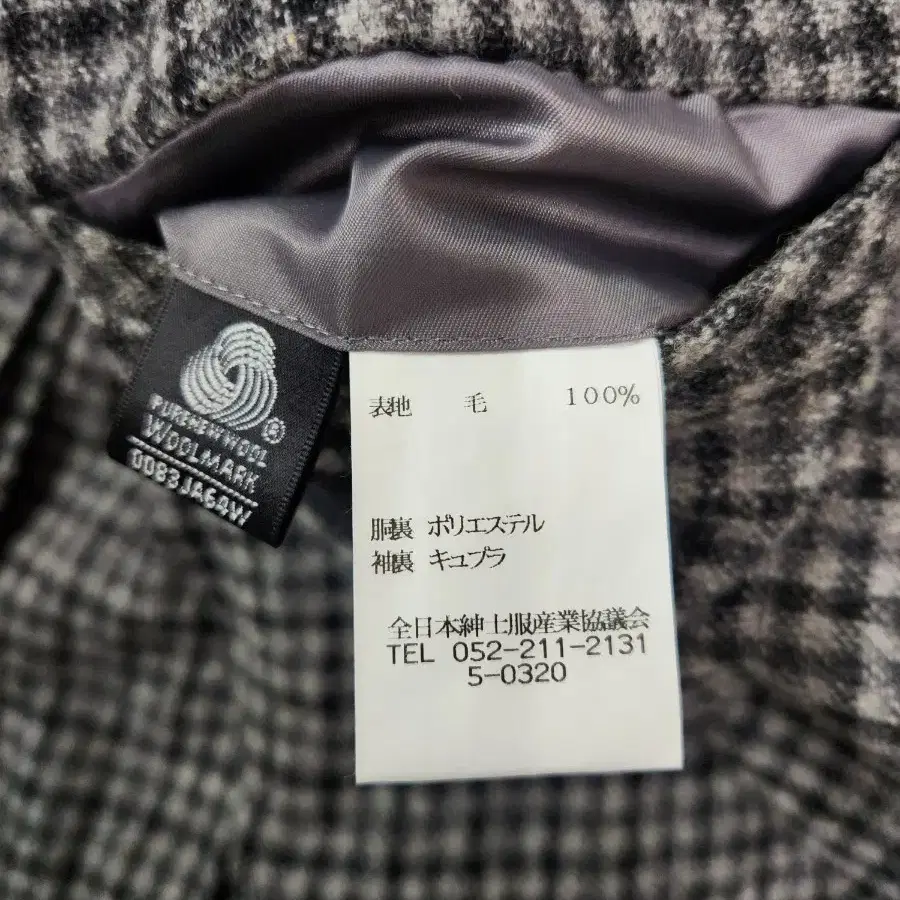 PURE NEW WOOL
WOOLMARK
0083JA64W
表地 毛 100%
胴裏 ポリエステル
袖裏 キュプラ
全日本紳士服産業協議会
TEL 052-211-2131
5-0320